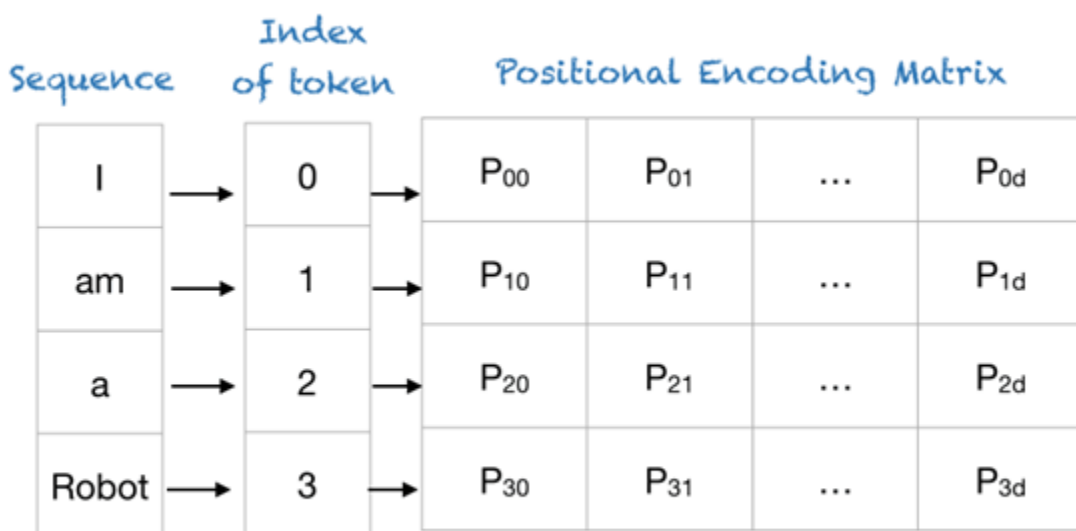 Sequence Index of token Positional Encoding Matrix
I 0 P₀₀ P₀₁ ... P₀d
am 1 P₁₀ P₁₁ ... P₁d
a 2 P₂₀ P₂₁ ... P₂d
Robot 3 P₃₀ P₃₁ ... P₃d